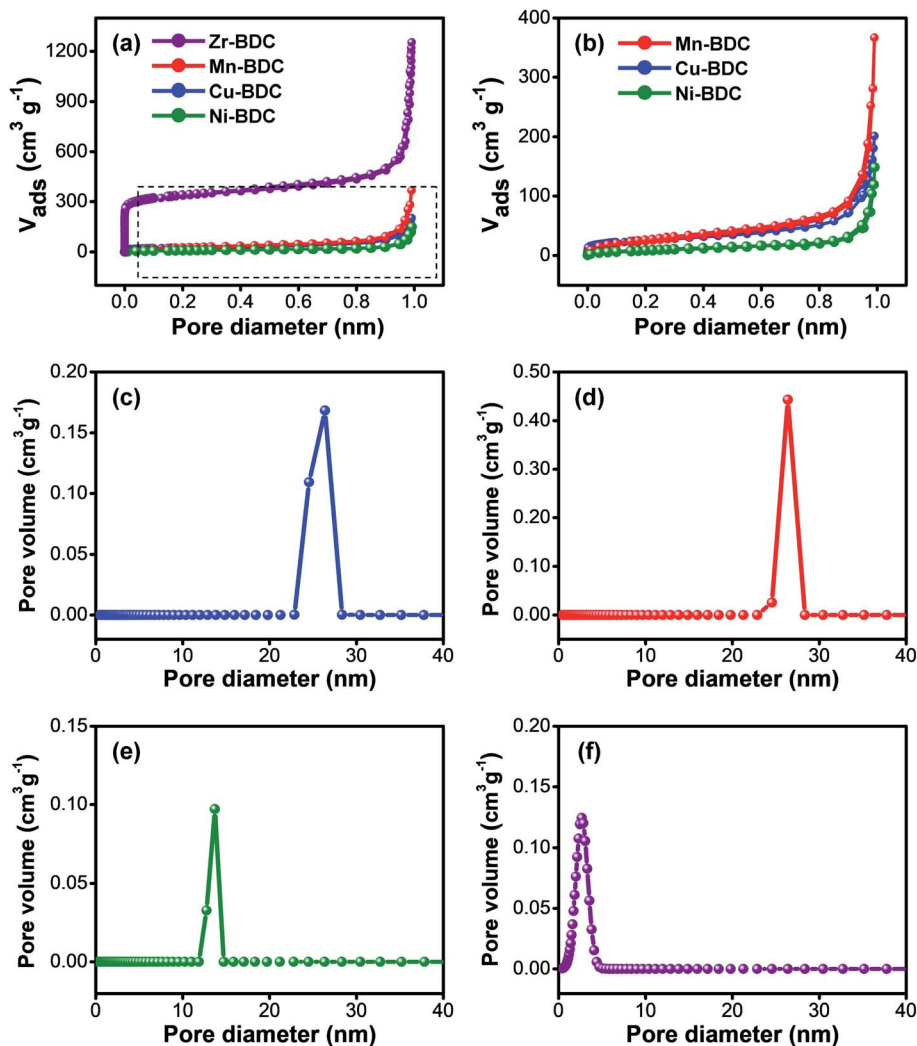 (a)
Zr-BDC
Mn-BDC
Cu-BDC
Ni-BDC
1200
900
600
300
0
V_ads (cm³ g⁻¹)
0.0 0.2 0.4 0.6 0.8 1.0
Pore diameter (nm)
(b)
Mn-BDC
Cu-BDC
Ni-BDC
400
300
200
100
0
V_ads (cm³ g⁻¹)
0.0 0.2 0.4 0.6 0.8 1.0
Pore diameter (nm)
(c)
0.20
0.15
0.10
0.05
0.00
Pore volume (cm³g⁻¹)
0 10 20 30 40
Pore diameter (nm)
(d)
0.50
0.40
0.30
0.20
0.10
0.00
Pore volume (cm³g⁻¹)
0 10 20 30 40
Pore diameter (nm)
(e)
0.15
0.10
0.05
0.00
Pore volume (cm³g⁻¹)
0 10 20 30 40
Pore diameter (nm)
(f)
0.20
0.15
0.10
0.05
0.00
Pore volume (cm³g⁻¹)
0 10 20 30 40
Pore diameter (nm)